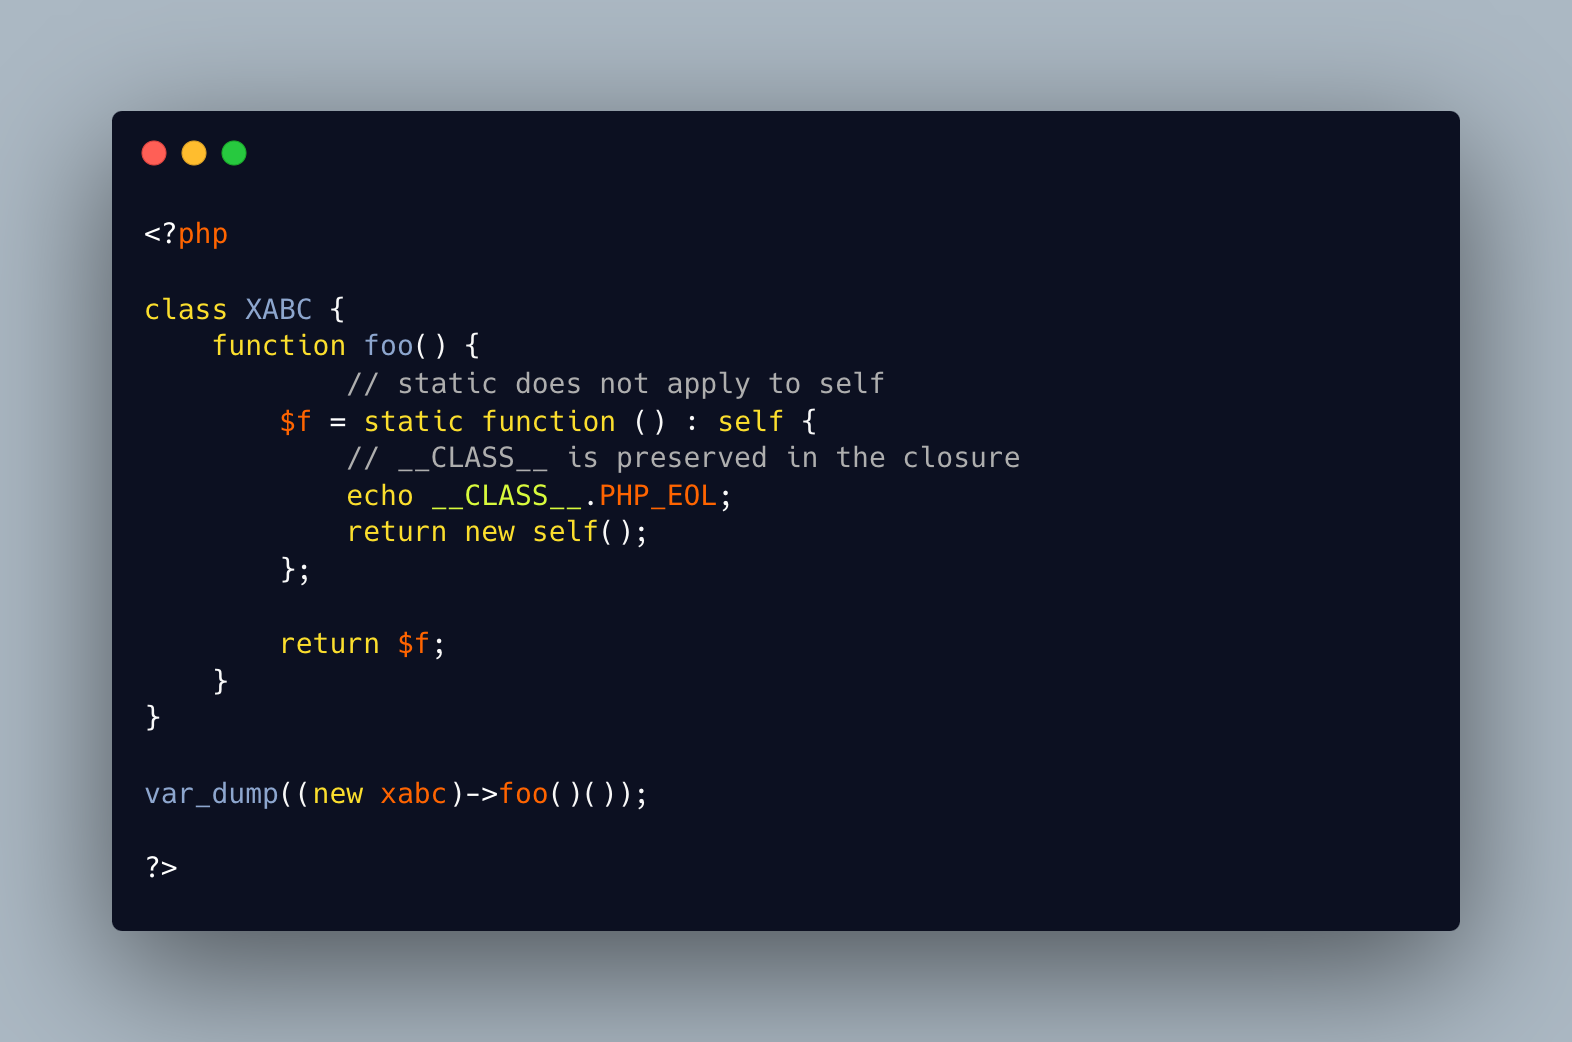 <?php

class XABC {
    function foo() {
            // static does not apply to self
        $f = static function () : self {
            // __CLASS__ is preserved in the closure
            echo __CLASS__.PHP_EOL;
            return new self();
        };

        return $f;
    }
}

var_dump((new xabc)->foo()());

?>